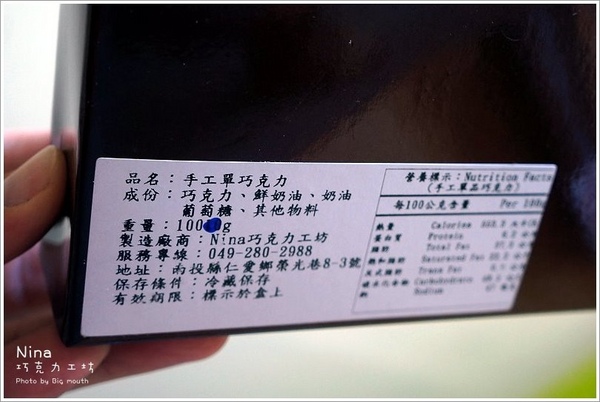 品名：手工單巧克力
成份：巧克力、鮮奶油、奶油
葡萄糖、其他物料
重量：100 g
製造廠商：Nina巧克力工坊
服務專線：049-280-2988
地址：南投縣仁愛鄉榮光巷8-3號
保存條件：冷藏保存
有效期限：標示於盒上
營養標示：Nutrition Facts
(手工單品巧克力)
每100公克含量 Per 100g
熱量 Calories
蛋白質 Protein
脂肪 Total Fat
飽和脂肪 Saturated Fat
反式脂肪 Trans Fat
碳水化合物 Carbohydrate
鈉 Sodium
Nina
巧克力工坊
Photo by Big mouth